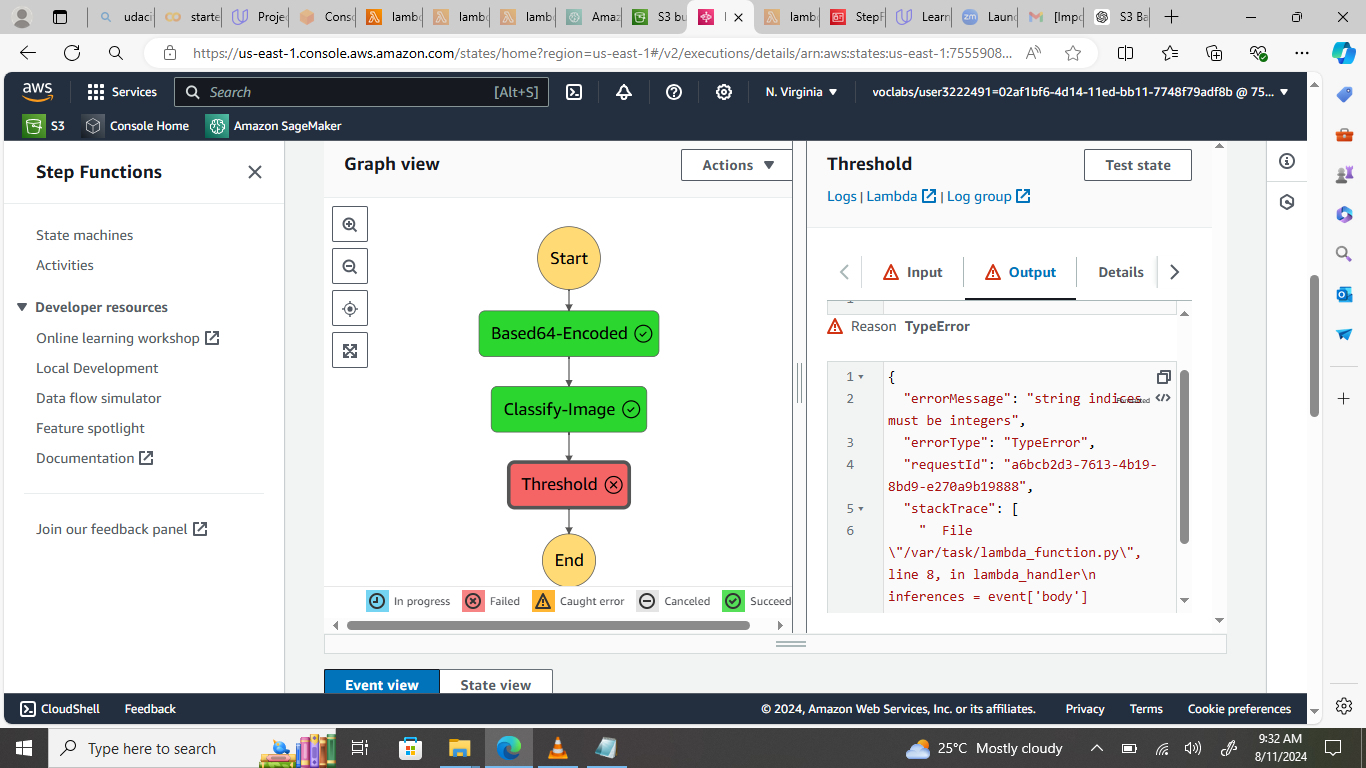 udaci
starte
Proje
Conso
lambo
lambo
lambo
Amaz
S3 bu
lambo
StepF
Learn
Laun
[Impo
S3 Ba
https://us-east-1.console.aws.amazon.com/states/home?region=us-east-1#/v2/executions/details/arn:aws:states:us-east-1:7555908...
aws
Services
Search
[Alt+S]
N. Virginia
voclabs/user3222491=02af1bf6-4d14-11ed-bb11-7748f79adf8b @ 75...
S3
Console Home
Amazon SageMaker
Step Functions
State machines
Activities
Developer resources
Online learning workshop
Local Development
Data flow simulator
Feature spotlight
Documentation
Join our feedback panel
Graph view
Actions
Start
Based64-Encoded
Classify-Image
Threshold
End
In progress
Failed
Caught error
Canceled
Succeed
Event view
State view
Threshold
Test state
Logs | Lambda | Log group
Input
Output
Details
Reason TypeError
1 {
2 "errorMessage": "string indices
must be integers",
3 "errorType": "TypeError",
4 "requestId": "a6bcb2d3-7613-4b19-
8bd9-e270a9b19888",
5 "stackTrace": [
6 "  File
\"/var/task/lambda_function.py\",
line 8, in lambda_handler\n
inferences = event['body']
CloudShell
Feedback
© 2024, Amazon Web Services, Inc. or its affiliates.
Privacy
Terms
Cookie preferences
Type here to search
25°C Mostly cloudy
9:32 AM
8/11/2024